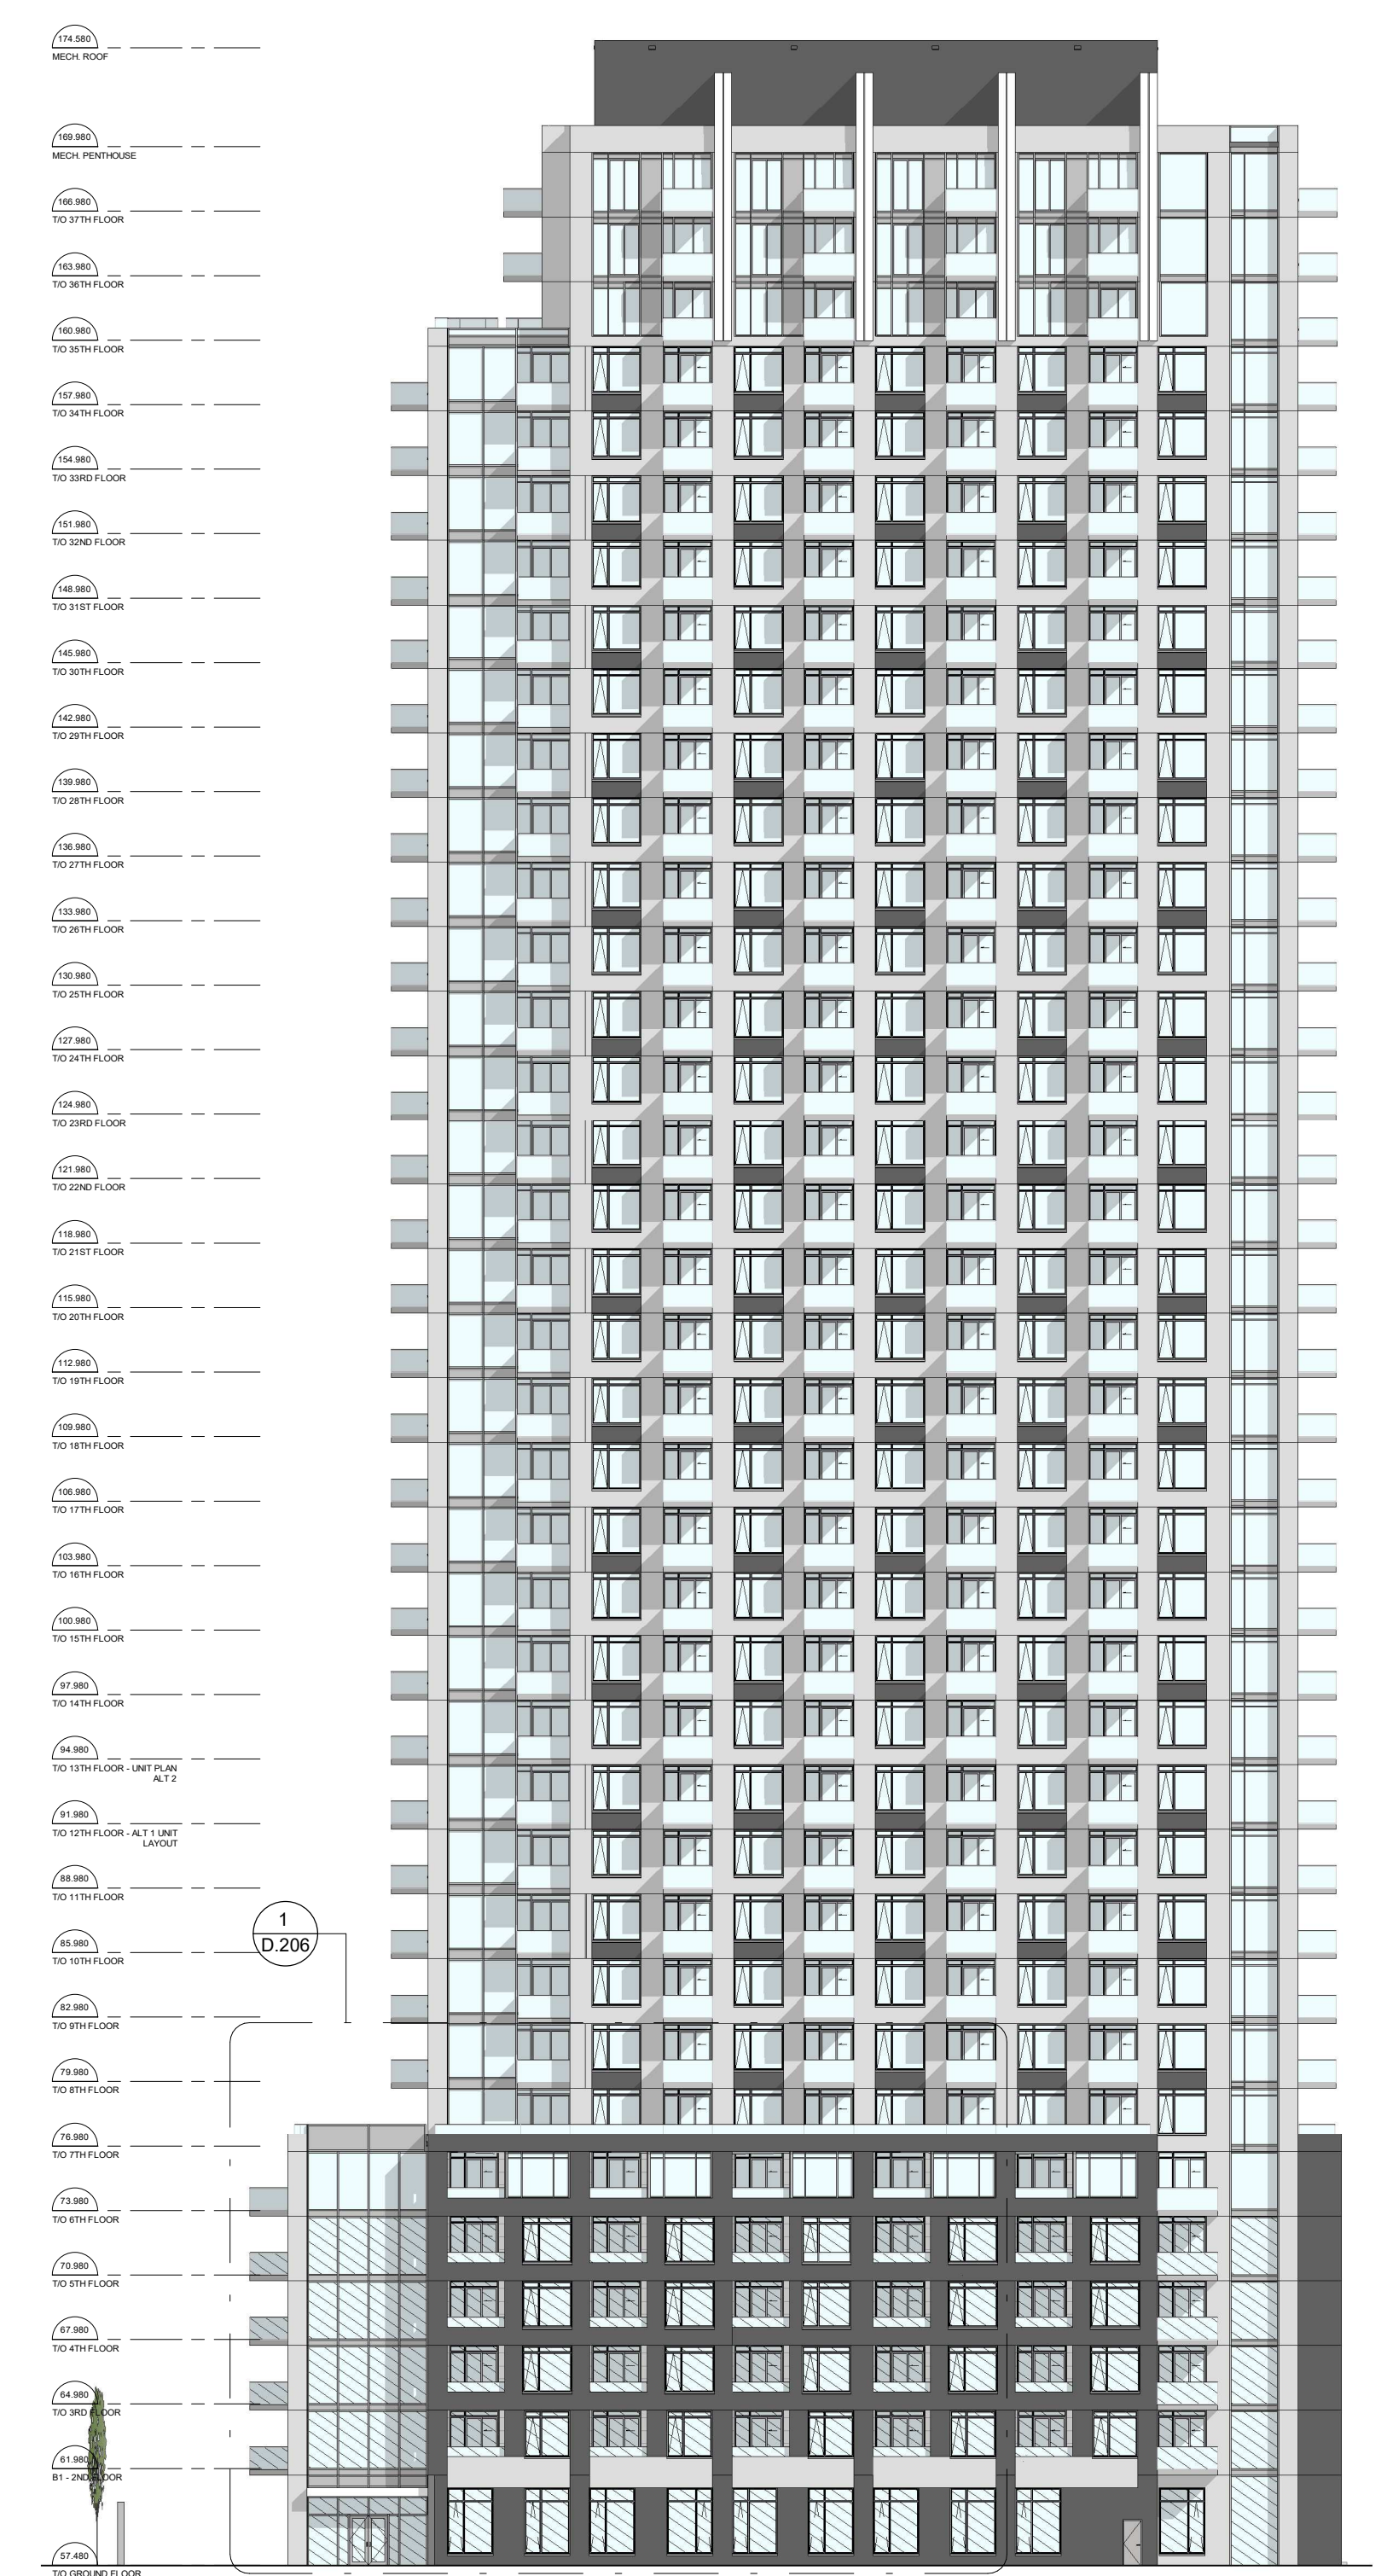 174.580
MECH. ROOF
169.980
MECH. PENTHOUSE
166.980
T/O 37TH FLOOR
163.980
T/O 36TH FLOOR
160.980
T/O 35TH FLOOR
157.980
T/O 34TH FLOOR
154.980
T/O 33RD FLOOR
151.980
T/O 32ND FLOOR
148.980
T/O 31ST FLOOR
145.980
T/O 30TH FLOOR
142.980
T/O 29TH FLOOR
139.980
T/O 28TH FLOOR
136.980
T/O 27TH FLOOR
133.980
T/O 26TH FLOOR
130.980
T/O 25TH FLOOR
127.980
T/O 24TH FLOOR
124.980
T/O 23RD FLOOR
121.980
T/O 22ND FLOOR
118.980
T/O 21ST FLOOR
115.980
T/O 20TH FLOOR
112.980
T/O 19TH FLOOR
109.980
T/O 18TH FLOOR
106.980
T/O 17TH FLOOR
103.980
T/O 16TH FLOOR
100.980
T/O 15TH FLOOR
97.980
T/O 14TH FLOOR
94.980
T/O 13TH FLOOR - UNIT PLAN
ALT 2
91.980
T/O 12TH FLOOR - ALT 1 UNIT
LAYOUT
88.980
T/O 11TH FLOOR
1
D.206
85.980
T/O 10TH FLOOR
82.980
T/O 9TH FLOOR
79.980
T/O 8TH FLOOR
76.980
T/O 7TH FLOOR
73.980
T/O 6TH FLOOR
70.980
T/O 5TH FLOOR
67.980
T/O 4TH FLOOR
64.980
T/O 3RD FLOOR
61.980
B1 - 2ND FLOOR
57.480
T/O GROUND FLOOR